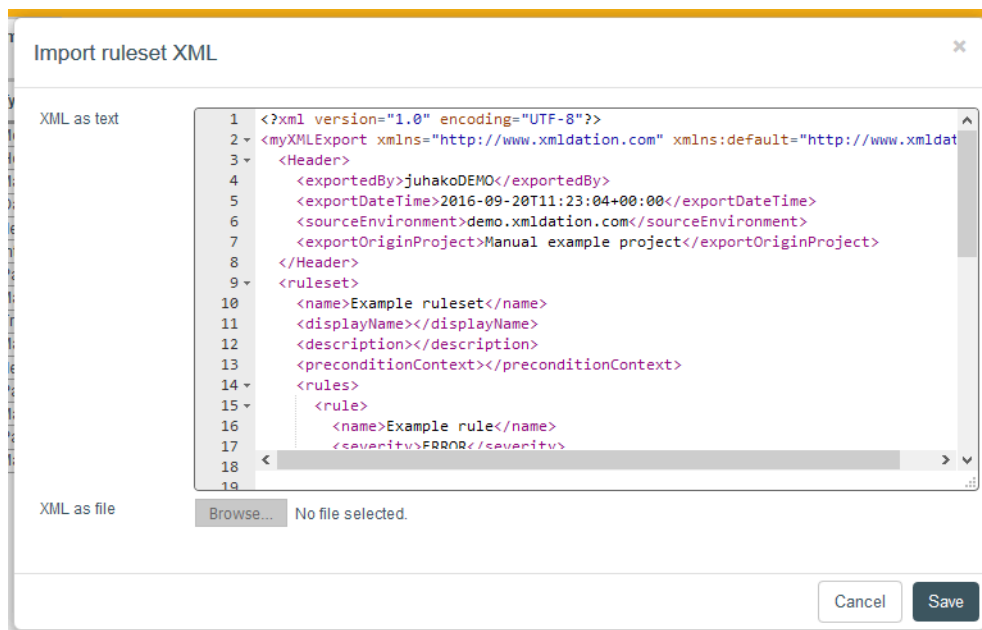 Import ruleset XML
×
XML as text
1 <?xml version="1.0" encoding="UTF-8"?>
2 <myXMLExport xmlns="http://www.xmldation.com" xmlns:default="http://www.xmldat
3 <Header>
4 <exportedBy>juhakoDEMO</exportedBy>
5 <exportDateTime>2016-09-20T11:23:04+00:00</exportDateTime>
6 <sourceEnvironment>demo.xmldation.com</sourceEnvironment>
7 <exportOriginProject>Manual example project</exportOriginProject>
8 </Header>
9 <ruleset>
10 <name>Example ruleset</name>
11 <displayName></displayName>
12 <description></description>
13 <preconditionContext></preconditionContext>
14 <rules>
15 <rule>
16 <name>Example rule</name>
17 <severity>ERROR</severity>
18
19
XML as file
Browse... No file selected.
Cancel Save